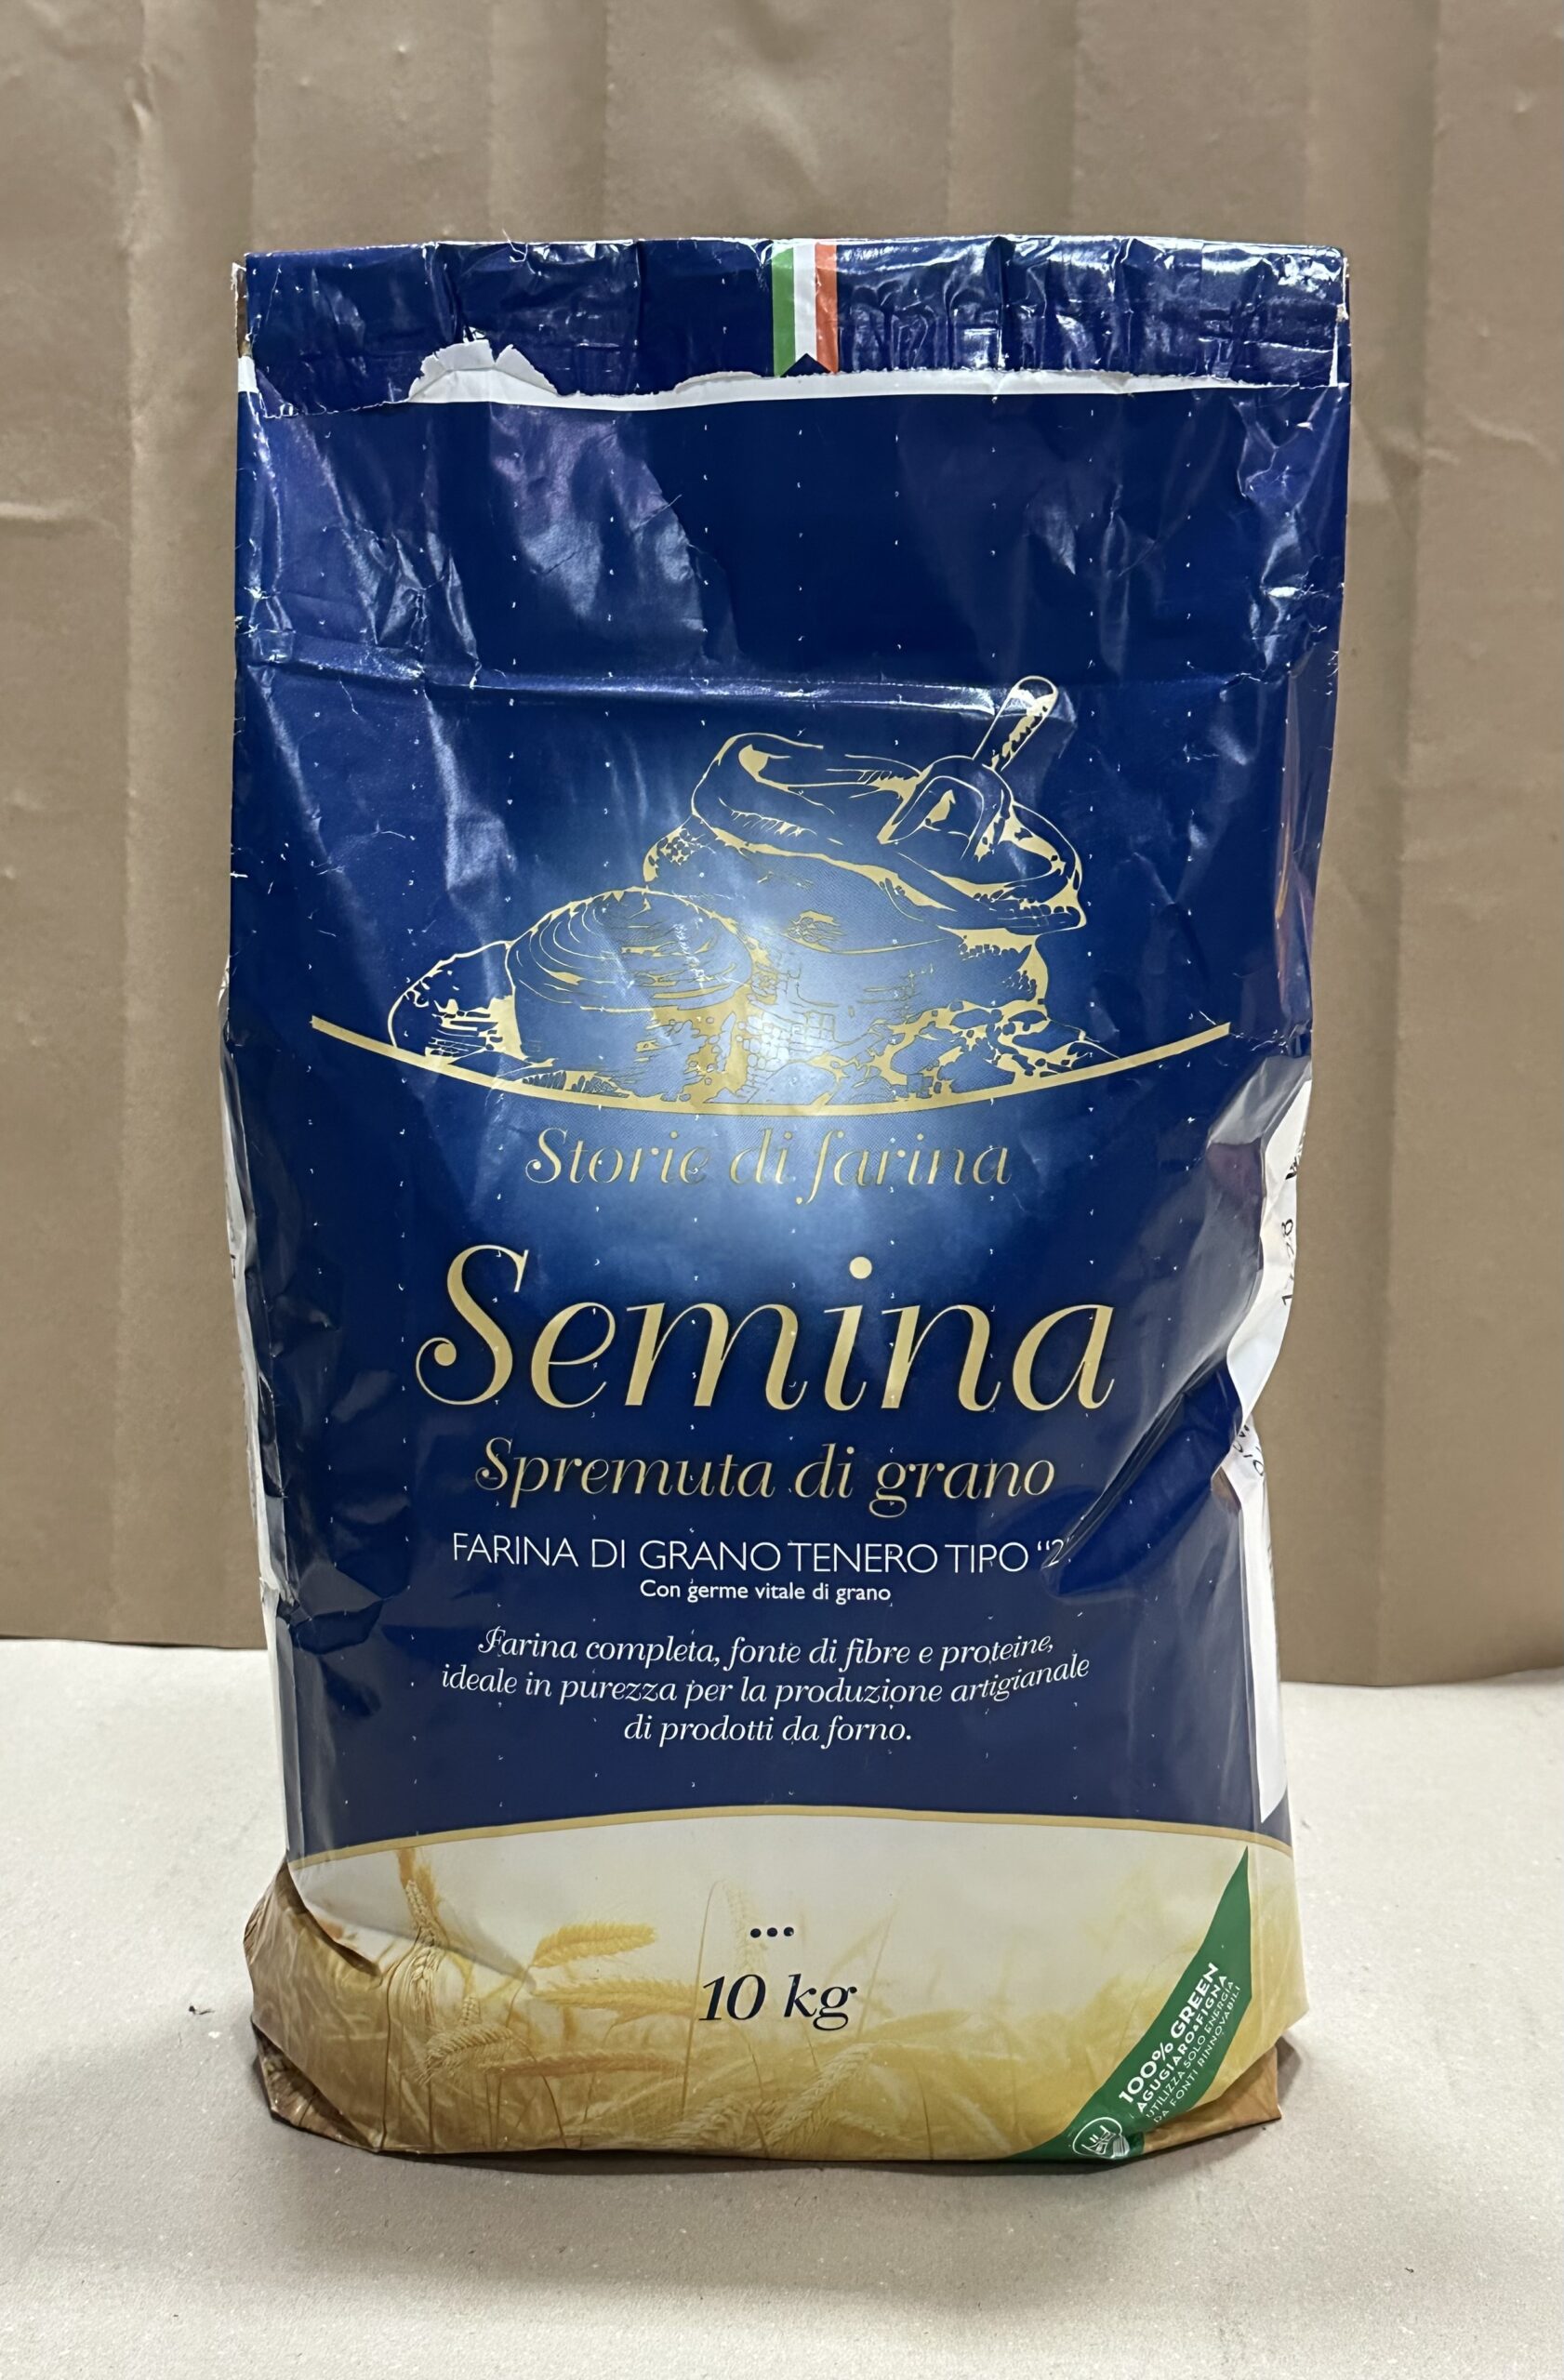 Storie di farina
Semina
Spremuta di grano
FARINA DI GRANO TENERO TIPO “2”
Con germe vitale di grano
Farina completa, fonte di fibre e proteine,
ideale in purezza per la produzione artigianale
di prodotti da forno.
10 kg
100% GREEN
AGUGIARO&FIGNA
UTILIZZA SOLO ENERGIA
DA FONTI RINNOVABILI